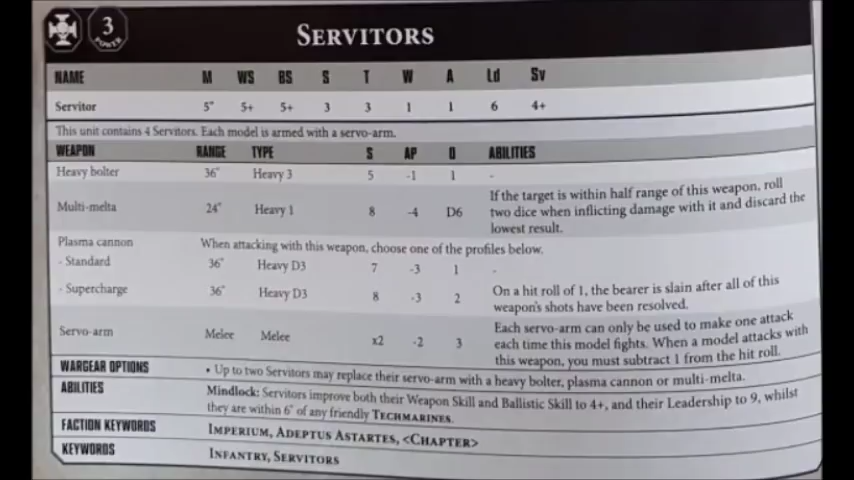 3
POWER
SERVITORS
NAME M WS BS S T W A Ld Sv
Servitor 5" 5+ 5+ 3 3 1 1 6 4+
This unit contains 4 Servitors. Each model is armed with a servo-arm.
WEAPON RANGE TYPE S AP D ABILITIES
Heavy bolter 36" Heavy 3 5 -1 1 -
Multi-melta 24" Heavy 1 8 -4 D6 If the target is within half range of this weapon, roll
two dice when inflicting damage with it and discard the
lowest result.
Plasma cannon When attacking with this weapon, choose one of the profiles below.
- Standard 36" Heavy D3 7 -3 1 -
- Supercharge 36" Heavy D3 8 -3 2 On a hit roll of 1, the bearer is slain after all of this
weapon's shots have been resolved.
Servo-arm Melee Melee x2 -2 3 Each servo-arm can only be used to make one attack
each time this model fights. When a model attacks with
this weapon, you must subtract 1 from the hit roll.
WARGEAR OPTIONS • Up to two Servitors may replace their servo-arm with a heavy bolter, plasma cannon or multi-melta.
ABILITIES Mindlock: Servitors improve both their Weapon Skill and Ballistic Skill to 4+, and their Leadership to 9, whilst
they are within 6" of any friendly TECHMARINES.
FACTION KEYWORDS IMPERIUM, ADEPTUS ASTARTES, <CHAPTER>
KEYWORDS INFANTRY, SERVITORS